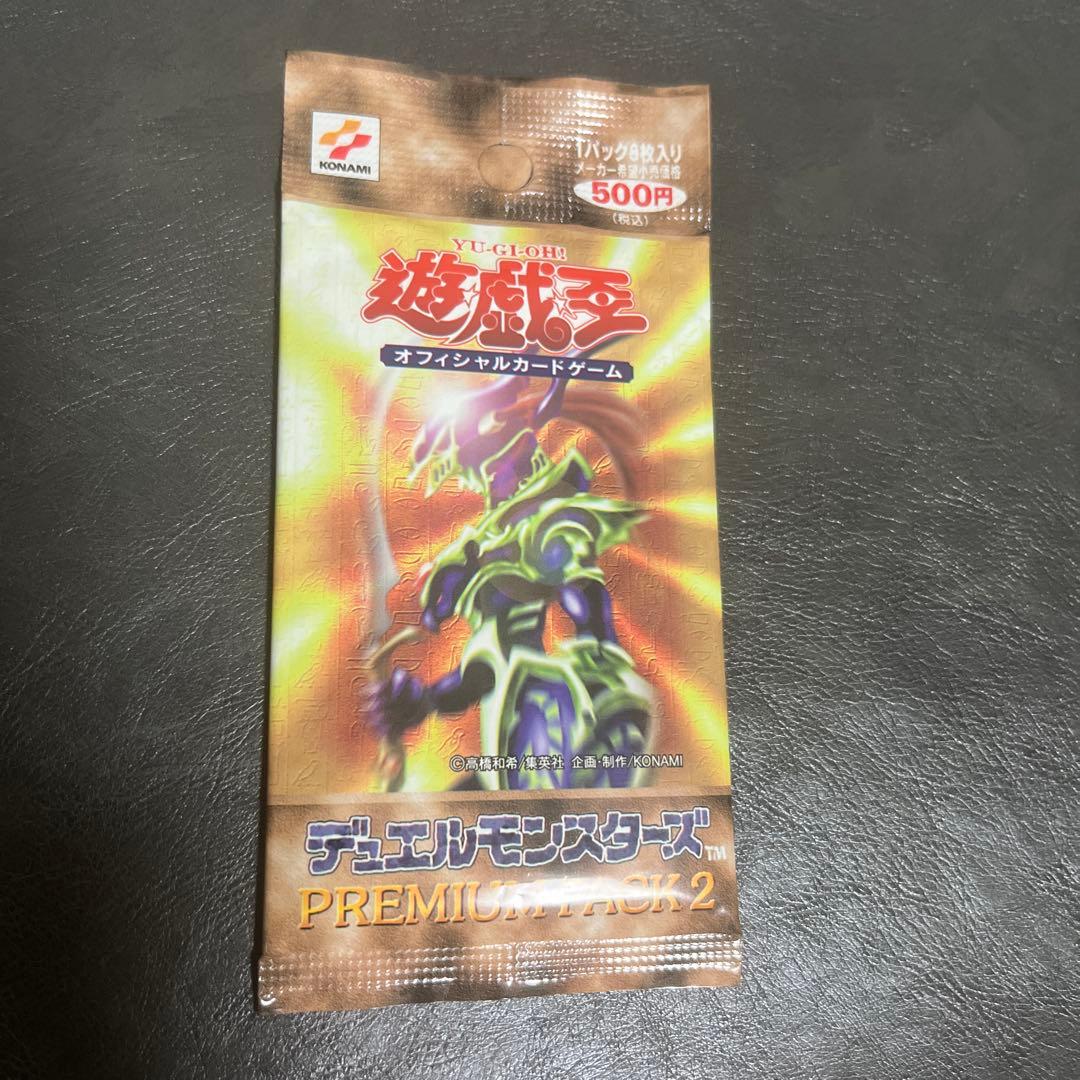 KONAMI
1パック8枚入り
メーカー希望小売価格
500円
(税込)
YU-GI-OH!
遊戯王
オフィシャルカードゲーム
©高橋和希/集英社 企画・制作/KONAMI
デュエルモンスターズ™
PREMIUM PACK 2